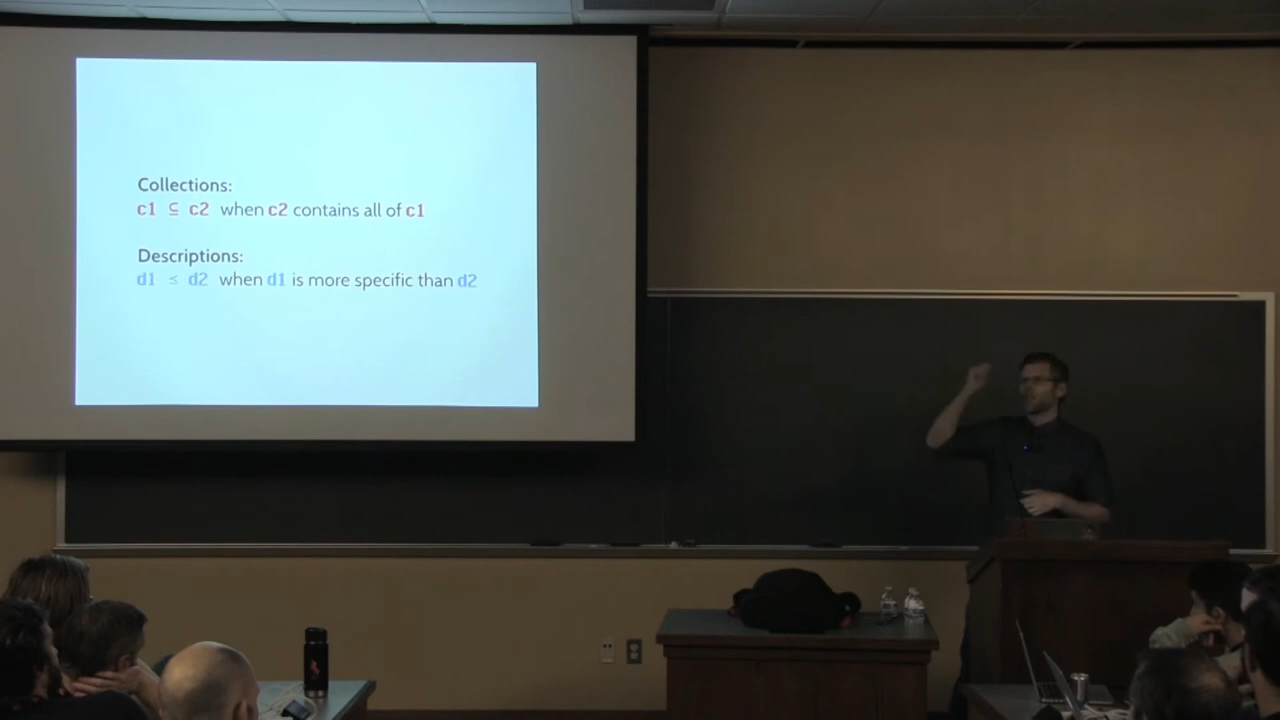 Collections:
c1 ⊆ c2 when c2 contains all of c1
Descriptions:
d1 ≤ d2 when d1 is more specific than d2